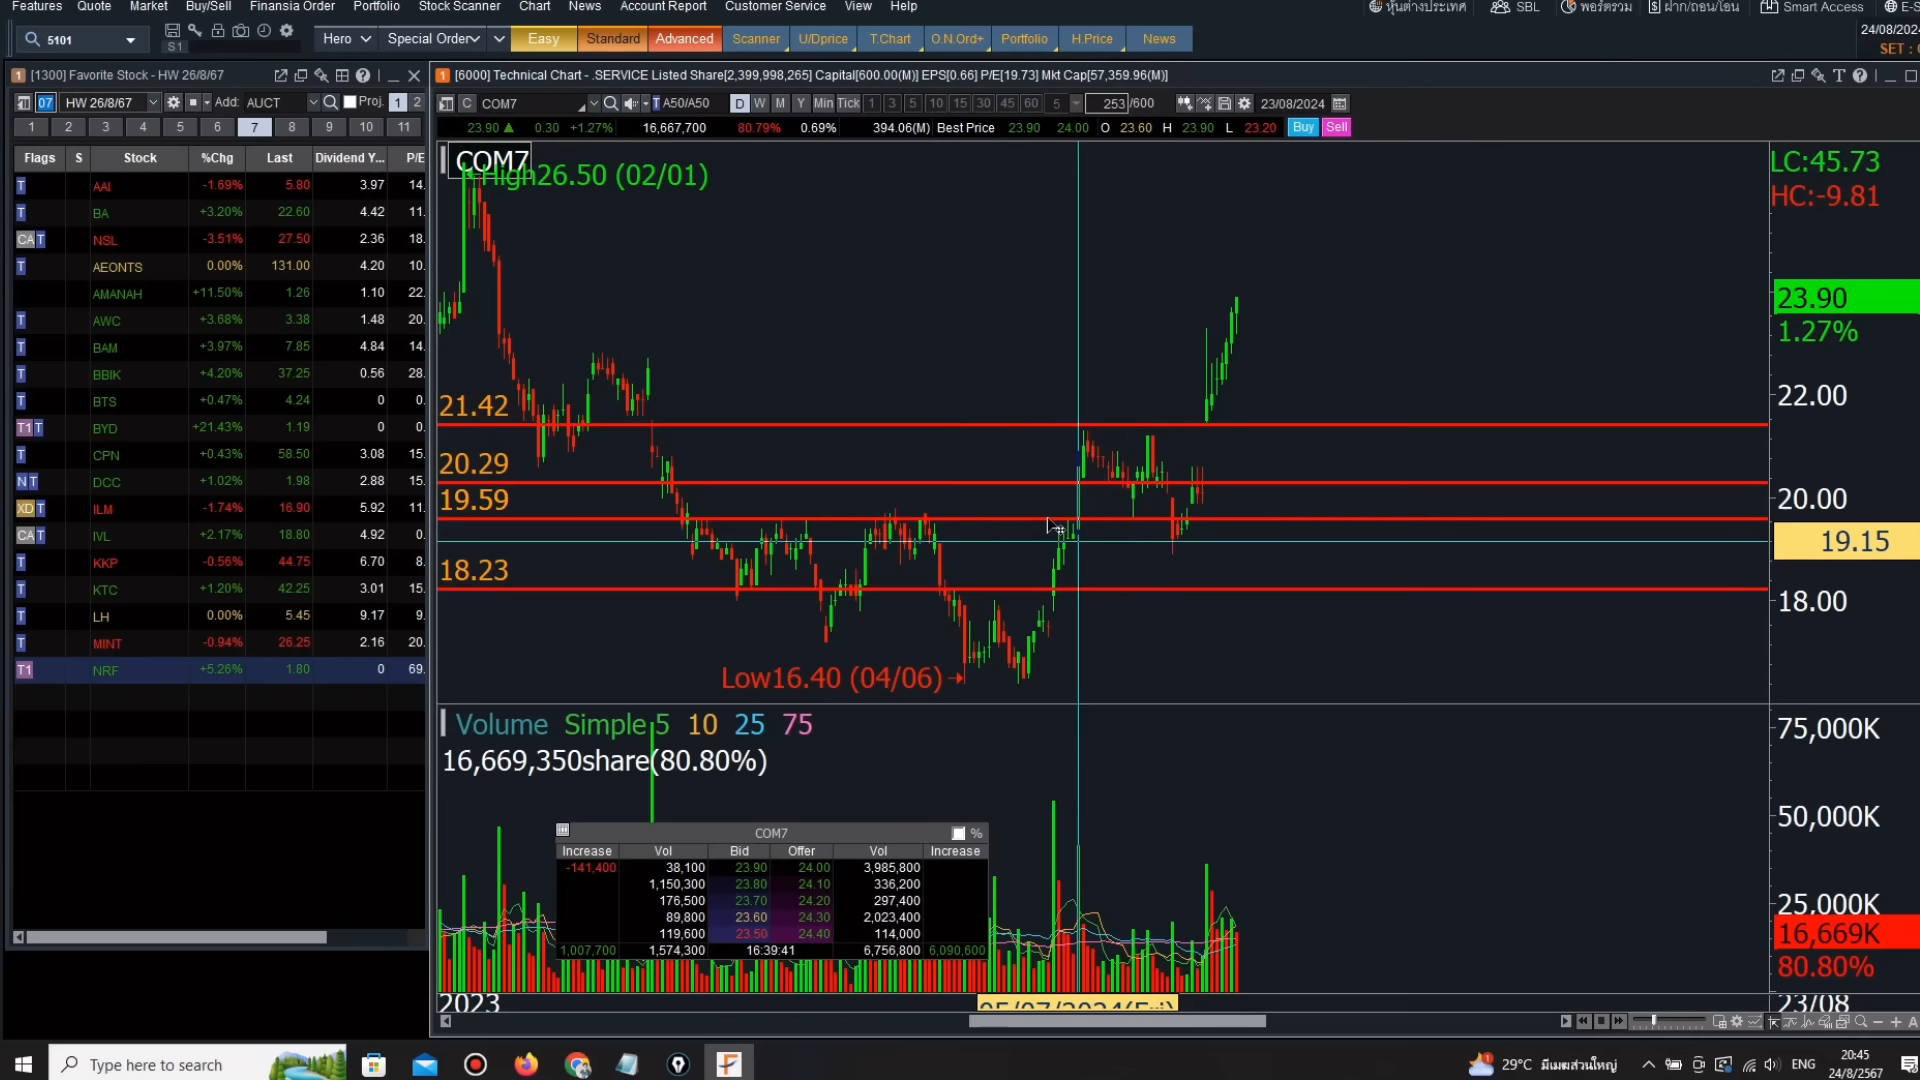 Features Quote Market Buy/Sell Finansia Order Portfolio Stock Scanner Chart News Account Report Customer Service View Help หุ้นต่างประเทศ SBL พอร์ตรวม ฝาก/ถอน/โอน Smart Access
5101 S1 Hero Special Order Easy Standard Advanced Scanner U/Dprice T.Chart O.N.Ord+ Portfolio H.Price News 24/08/202
SET :
1 [1300] Favorite Stock - HW 26/8/67
07 HW 26/8/67 Add: AUCT Proj. 1 2
1 2 3 4 5 6 7 8 9 10 11
Flags S Stock %Chg Last Dividend Y... P/E
T AAI -1.69% 5.80 3.97 14.
T BA +3.20% 22.60 4.42 11.
CA T NSL -3.51% 27.50 2.36 18.
T AEONTS 0.00% 131.00 4.20 10.
AMANAH +11.50% 1.26 1.10 22.
T AWC +3.68% 3.38 1.48 20.
T BAM +3.97% 7.85 4.84 14.
T BBIK +4.20% 37.25 0.56 28.
T BTS +0.47% 4.24 0 0.
T1 T BYD +21.43% 1.19 0 0.
T CPN +0.43% 58.50 3.08 15.
N T DCC +1.02% 1.98 2.88 15.
XD T ILM -1.74% 16.90 5.92 11.
CA T IVL +2.17% 18.80 4.92 0.
T KKP -0.56% 44.75 6.70 8.
T KTC +1.20% 42.25 3.01 15.
T LH 0.00% 5.45 9.17 9.
T MINT -0.94% 26.25 2.16 20.
T1 NRF +5.26% 1.80 0 69.
1 [6000] Technical Chart - .SERVICE Listed Share[2,399,998,265] Capital[600.00(M)] EPS[0.66] P/E[19.73] Mkt Cap[57,359.96(M)]
C COM7 T A50/A50 D W M Y Min Tick 1 3 5 10 15 30 45 60 5 253 /600 23/08/2024
23.90 ▲ 0.30 +1.27% 16,667,700 80.79% 0.69% 394.06(M) Best Price 23.90 24.00 O 23.60 H 23.90 L 23.20 Buy Sell
COM7
High26.50 (02/01)
LC:45.73
HC:-9.81
23.90
1.27%
22.00
21.42
20.29
19.59
20.00
19.15
18.23
18.00
Low16.40 (04/06)
Volume Simple 5 10 25 75
16,669,350share(80.80%)
75,000K
50,000K
25,000K
16,669K
80.80%
COM7 %
Increase Vol Bid Offer Vol Increase
-141,400 38,100 23.90 24.00 3,985,800
1,150,300 23.80 24.10 336,200
176,500 23.70 24.20 297,400
89,800 23.60 24.30 2,023,400
119,600 23.50 24.40 114,000
1,007,700 1,574,300 16:39:41 6,756,800 6,090,600
2023 05/07/2024(Fri) 23/08
Type here to search 1 29°C มีเมฆส่วนใหญ่ ENG 20:45
24/8/2567